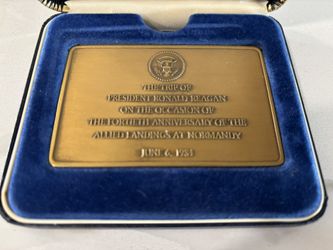 THE TRIP OF
PRESIDENT RONALD REAGAN
ON THE OCCASION OF
THE FORTIETH ANNIVERSARY OF THE
ALLIED LANDINGS AT NORMANDY
JUNE 6, 1984